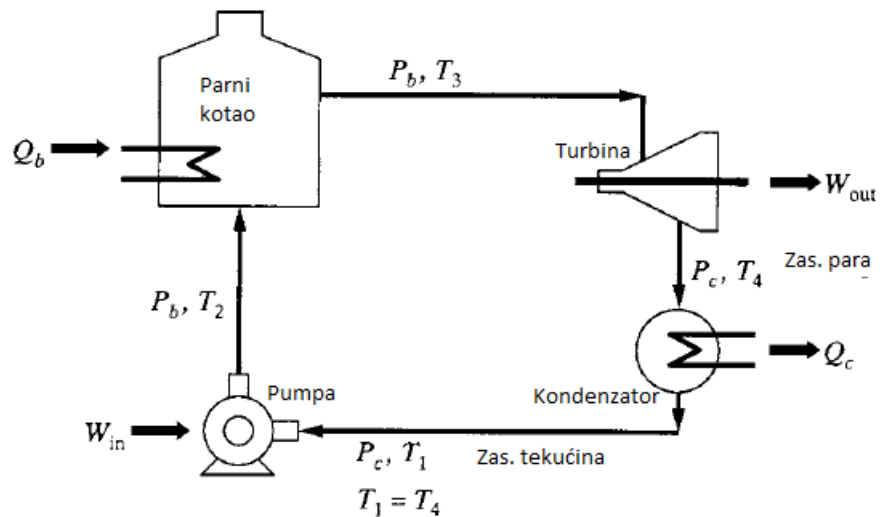 Parni
kotao
P_b, T_3
Q_b
Turbina
W_out
P_c, T_4
Zas. para
P_b, T_2
Q_c
Kondenzator
Pumpa
W_in
P_c, T_1
Zas. tekućina
T_1 = T_4